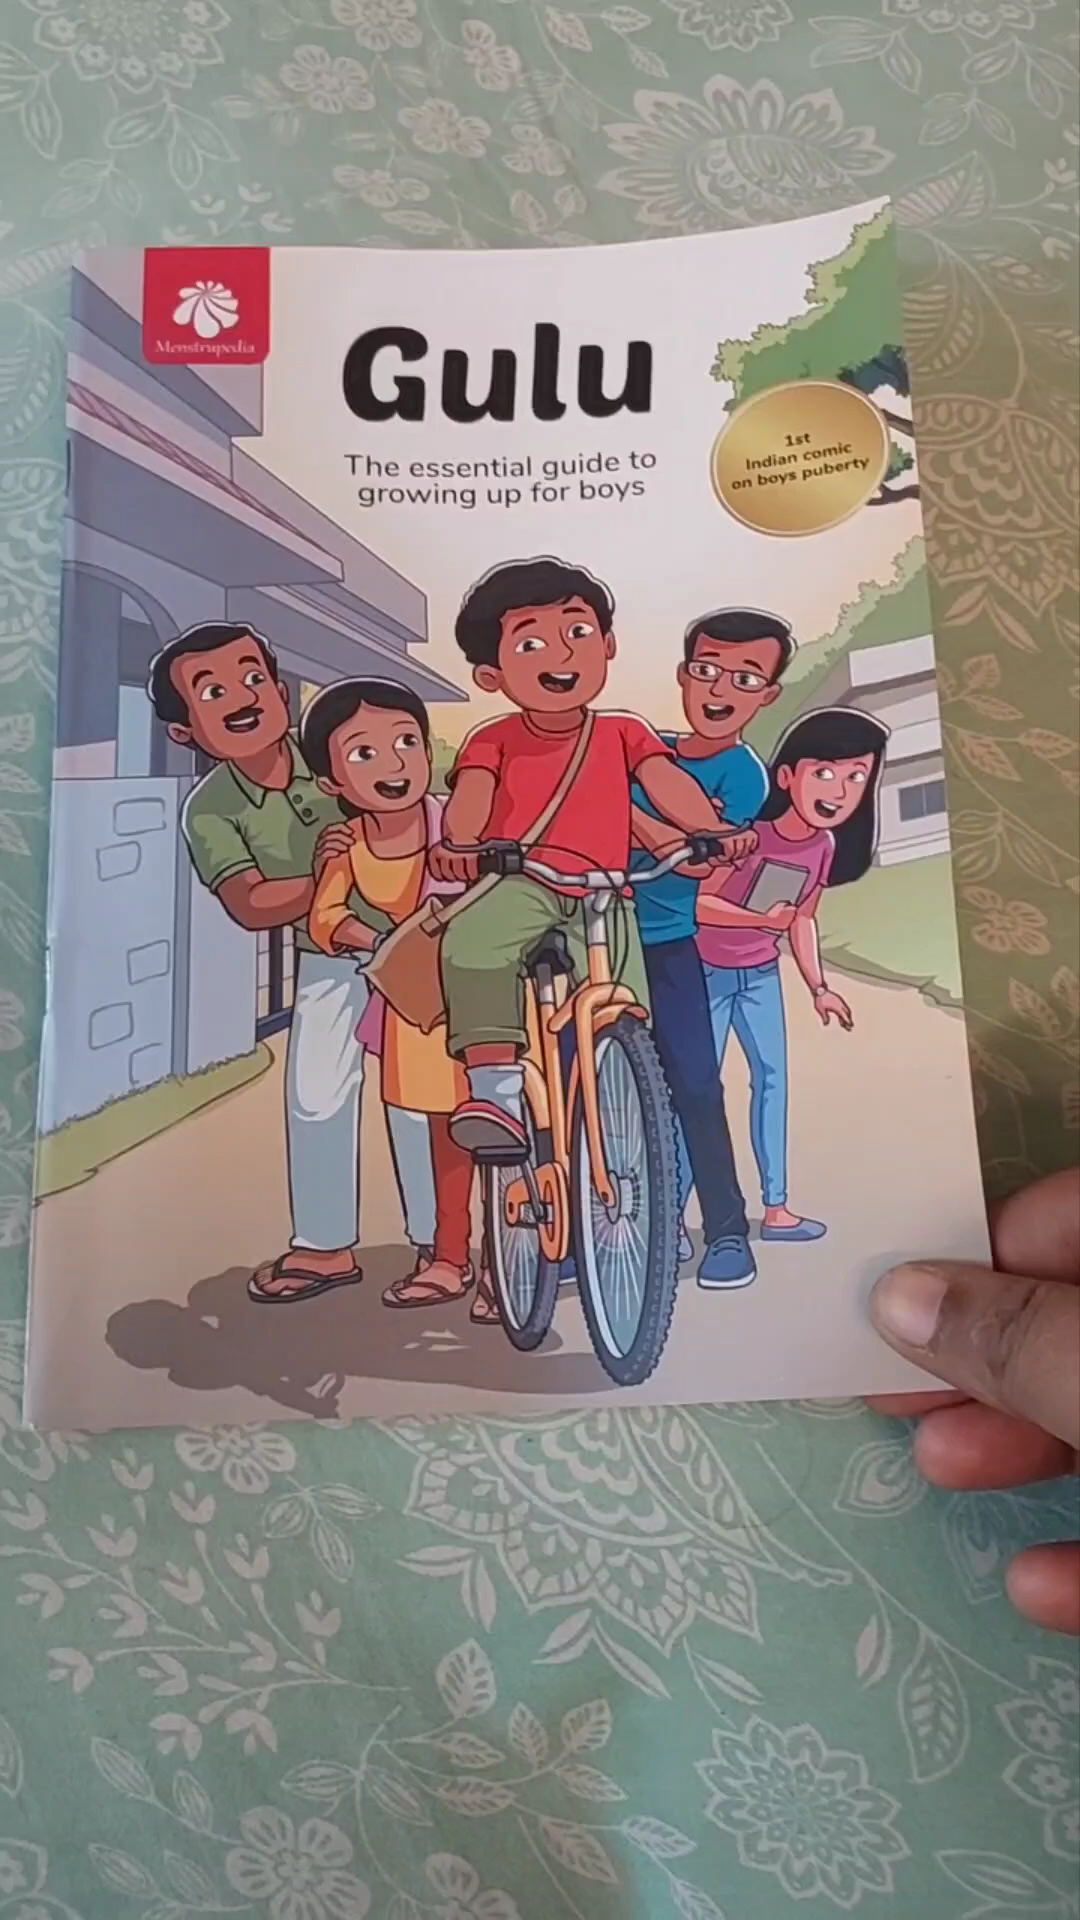 Menstrupedia
Gulu
The essential guide to
growing up for boys
1st
Indian comic
on boys puberty